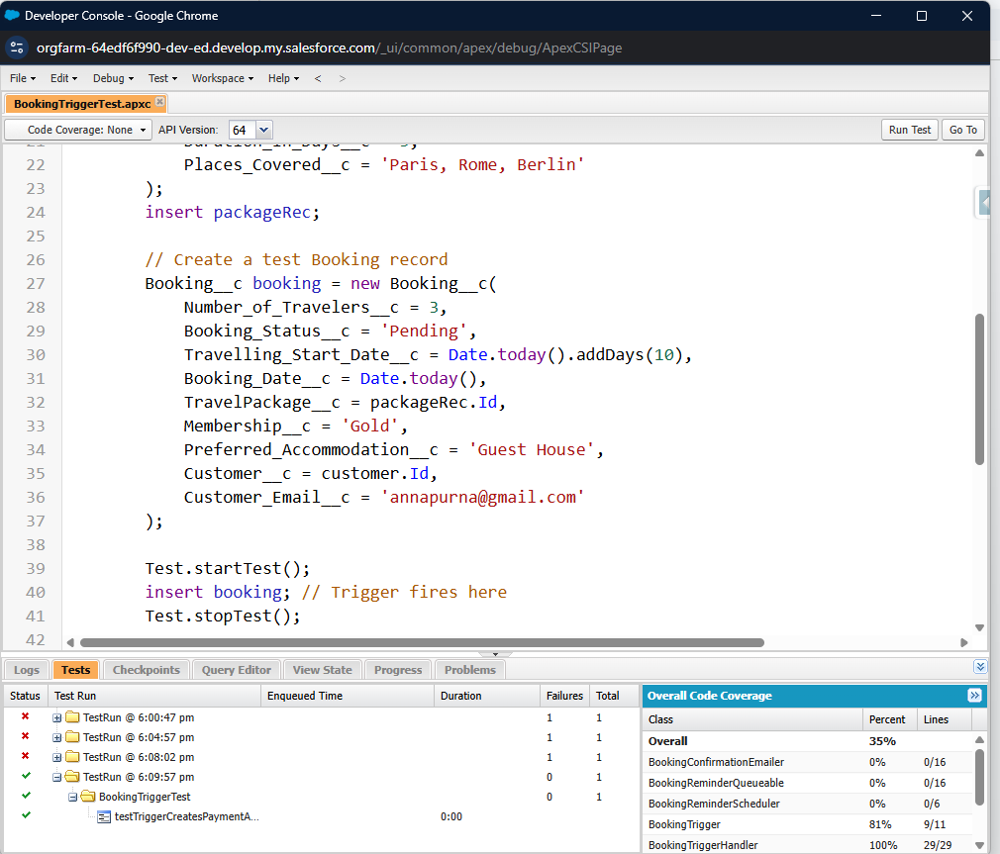 Developer Console - Google Chrome
orgfarm-64edf6f990-dev-ed.develop.my.salesforce.com/_ui/common/apex/debug/ApexCSIPage
File Edit Debug Test Workspace Help < >
BookingTriggerTest.apxc
Code Coverage: None API Version: 64 Run Test Go To
22 Places_Covered__c = 'Paris, Rome, Berlin'
23 );
24 insert packageRec;
25
26 // Create a test Booking record
27 Booking__c booking = new Booking__c(
28 Number_of_Travelers__c = 3,
29 Booking_Status__c = 'Pending',
30 Travelling_Start_Date__c = Date.today().addDays(10),
31 Booking_Date__c = Date.today(),
32 TravelPackage__c = packageRec.Id,
33 Membership__c = 'Gold',
34 Preferred_Accommodation__c = 'Guest House',
35 Customer__c = customer.Id,
36 Customer_Email__c = 'annapurna@gmail.com'
37 );
38
39 Test.startTest();
40 insert booking; // Trigger fires here
41 Test.stopTest();
42
Logs Tests Checkpoints Query Editor View State Progress Problems
Status Test Run Enqueued Time Duration Failures Total
TestRun @ 6:00:47 pm 1 1
TestRun @ 6:04:57 pm 1 1
TestRun @ 6:08:02 pm 1 1
TestRun @ 6:09:57 pm 0 1
BookingTriggerTest 0 1
testTriggerCreatesPaymentA... 0:00
Overall Code Coverage
Class Percent Lines
Overall 35%
BookingConfirmationEmailer 0% 0/16
BookingReminderQueueable 0% 0/16
BookingReminderScheduler 0% 0/6
BookingTrigger 81% 9/11
BookingTriggerHandler 100% 29/29